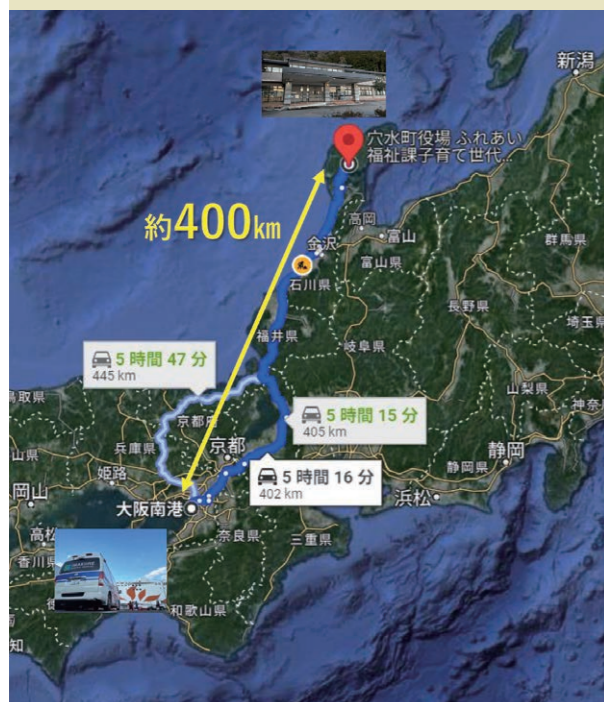 新潟
穴水町役場 ふれあい
福祉課子育て世代...
約400km
高岡
金沢
富山
富山県
群馬県
石川県
長野県
埼玉県
福井県
岐阜県
5 時間 47 分
445 km
山梨県
鳥取県
京都府
5 時間 15 分
405 km
神奈
兵庫県
京都
静岡
姫路
5 時間 16 分
402 km
静岡県
山県
岡山
浜松
大阪南港
奈良県
三重県
高松
香川県
和歌山県
知